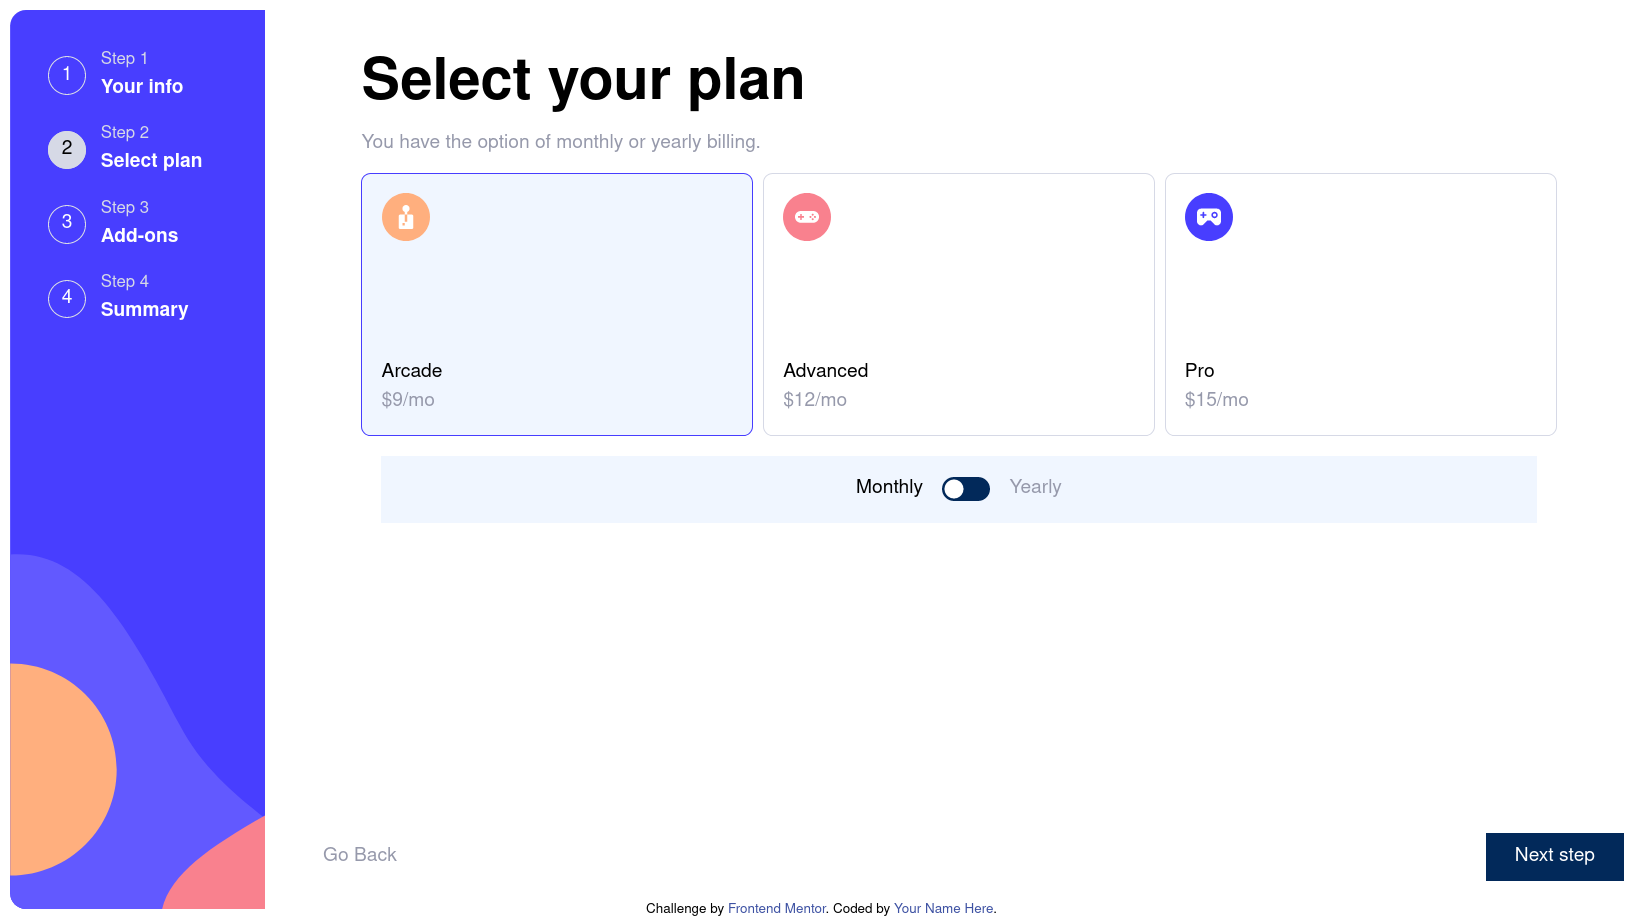 1
Step 1
Your info
2
Step 2
Select plan
3
Step 3
Add-ons
4
Step 4
Summary
Select your plan
You have the option of monthly or yearly billing.
Arcade
$9/mo
Advanced
$12/mo
Pro
$15/mo
Monthly Yearly
Go Back
Next step
Challenge by Frontend Mentor. Coded by Your Name Here.